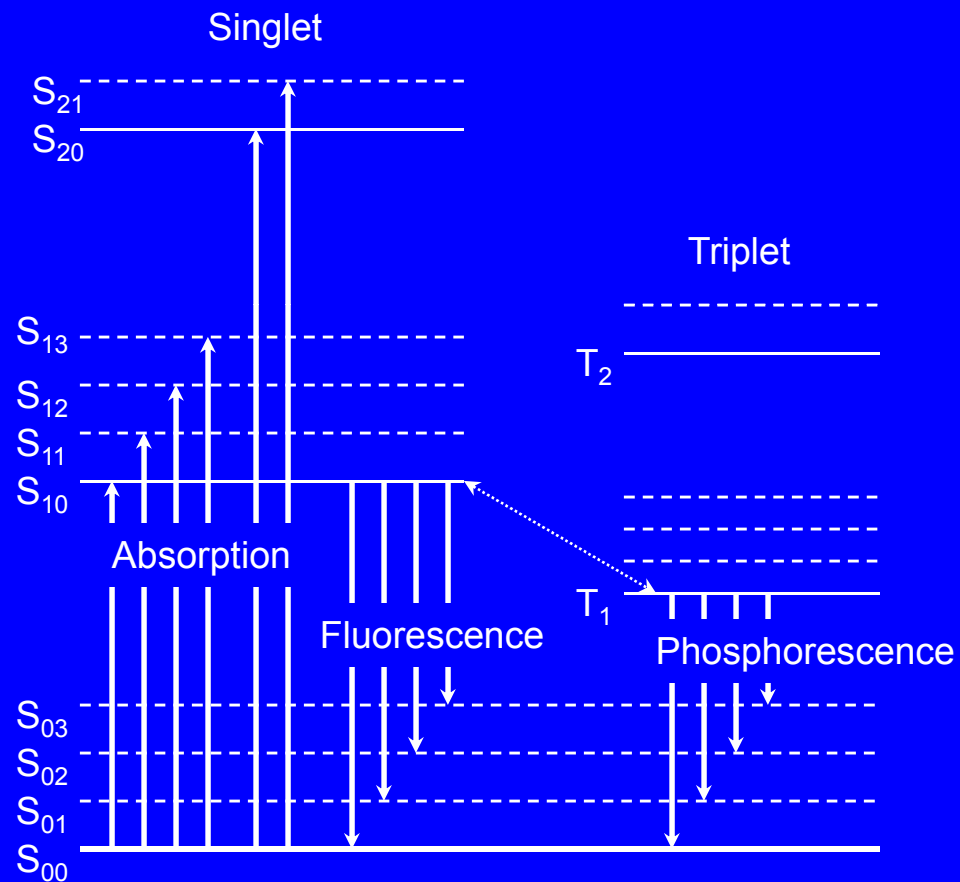 Singlet
S₂₁
S₂₀
Triplet
S₁₃
T₂
S₁₂
S₁₁
S₁₀
Absorption
T₁
Fluorescence
Phosphorescence
S₀₃
S₀₂
S₀₁
S₀₀